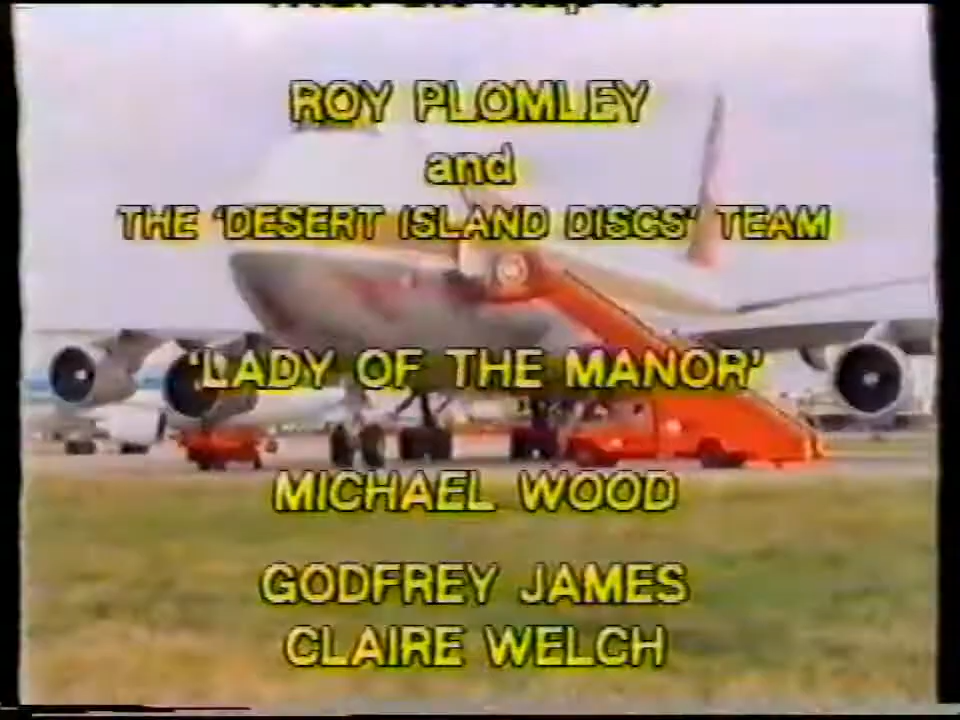 ROY PLOMLEY
and
THE 'DESERT ISLAND DISCS' TEAM
'LADY OF THE MANOR'
MICHAEL WOOD
GODFREY JAMES
CLAIRE WELCH